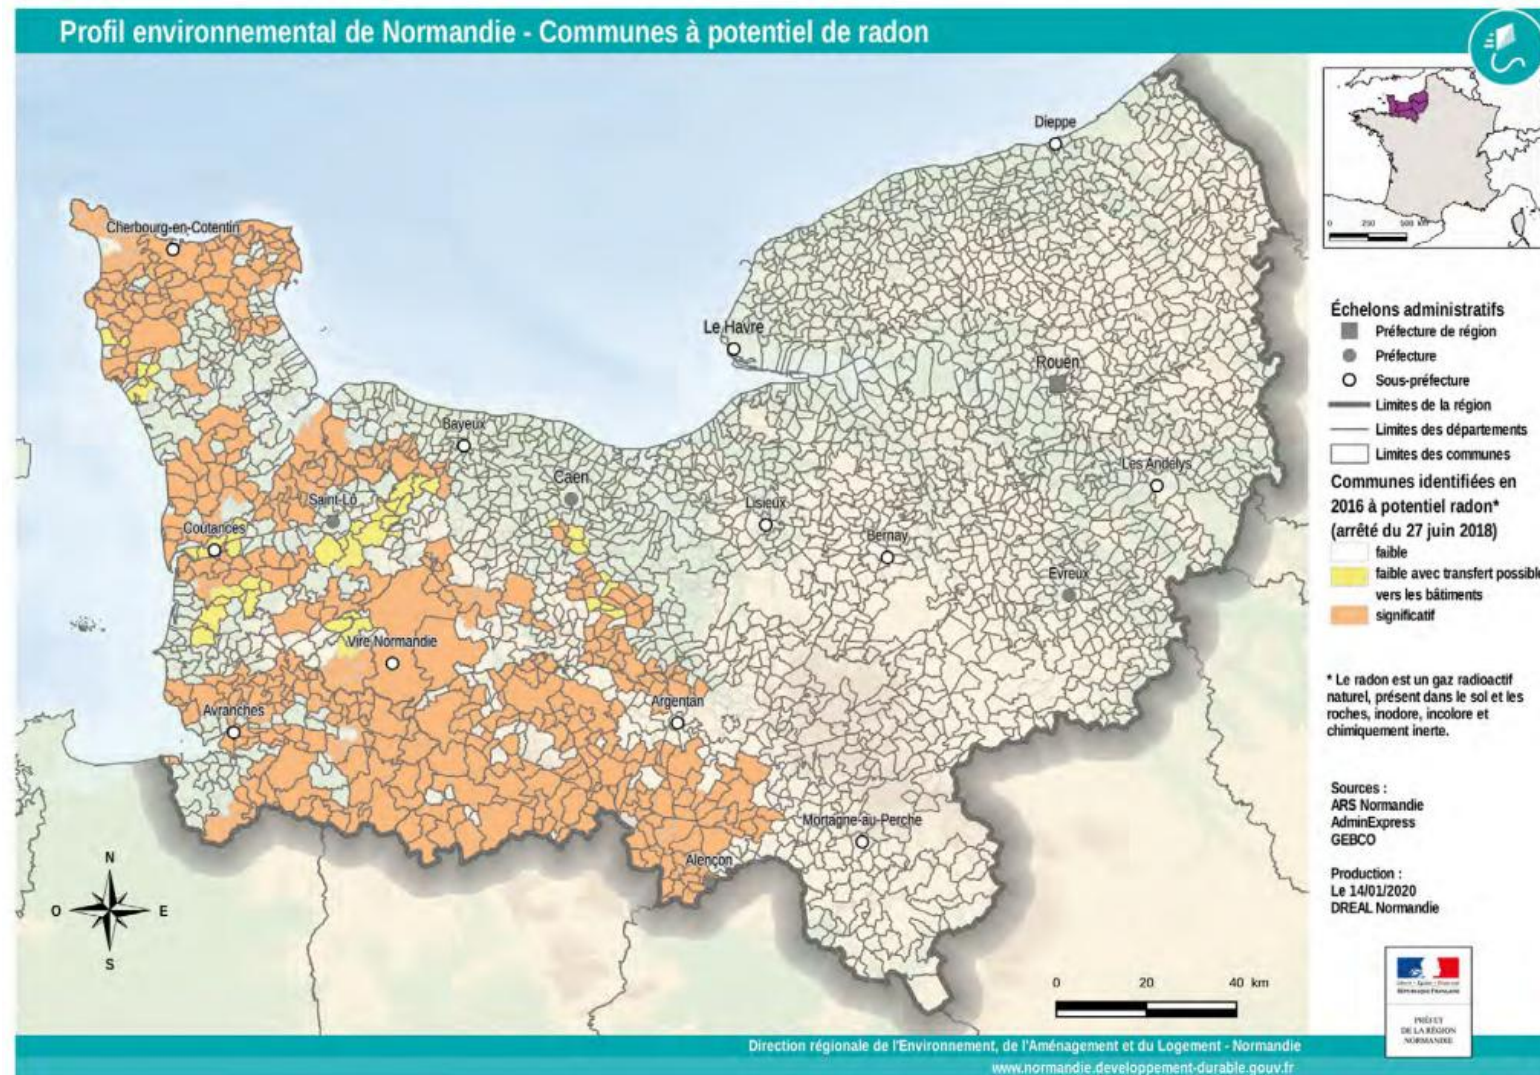 Profil environnemental de Normandie - Communes à potentiel de radon
Dieppe
Cherbourg-en-Cotentin
Le Havre
Rouen
Bayeux
Caen
Les Andelys
Saint-Lô
Lisieux
Coutances
Bernay
Evreux
Vire Normandie
Argentan
Avranches
Mortagne-au-Perche
Alençon
N
O
E
S
0 20 40 km
0 250 500 km
Échelons administratifs
Préfecture de région
Préfecture
Sous-préfecture
Limites de la région
Limites des départements
Limites des communes
Communes identifiées en
2016 à potentiel radon*
(arrêté du 27 juin 2018)
faible
faible avec transfert possible
vers les bâtiments
significatif
* Le radon est un gaz radioactif
naturel, présent dans le sol et les
roches, inodore, incolore et
chimiquement inerte.
Sources :
ARS Normandie
AdminExpress
GEBCO
Production :
Le 14/01/2020
DREAL Normandie
PRÉFET
DE LA RÉGION
NORMANDIE
Direction régionale de l'Environnement, de l'Aménagement et du Logement - Normandie
www.normandie.developpement-durable.gouv.fr